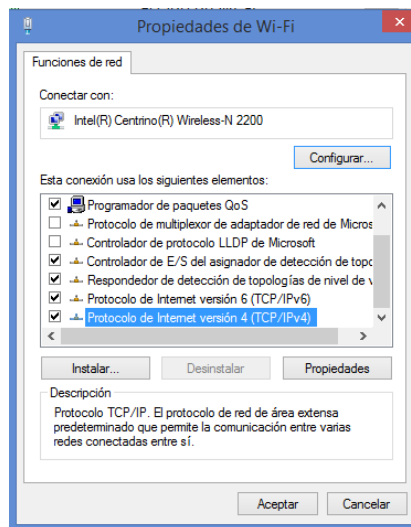 Propiedades de Wi-Fi
Funciones de red
Conectar con:
Intel(R) Centrino(R) Wireless-N 2200
Configurar...
Esta conexión usa los siguientes elementos:
Programador de paquetes QoS
Protocolo de multiplexor de adaptador de red de Micros
Controlador de protocolo LLDP de Microsoft
Controlador de E/S del asignador de detección de topo
Respondedor de detección de topologías de nivel de v
Protocolo de Internet versión 6 (TCP/IPv6)
Protocolo de Internet versión 4 (TCP/IPv4)
Instalar...
Desinstalar
Propiedades
Descripción
Protocolo TCP/IP. El protocolo de red de área extensa
predeterminado que permite la comunicación entre varias
redes conectadas entre sí.
Aceptar
Cancelar